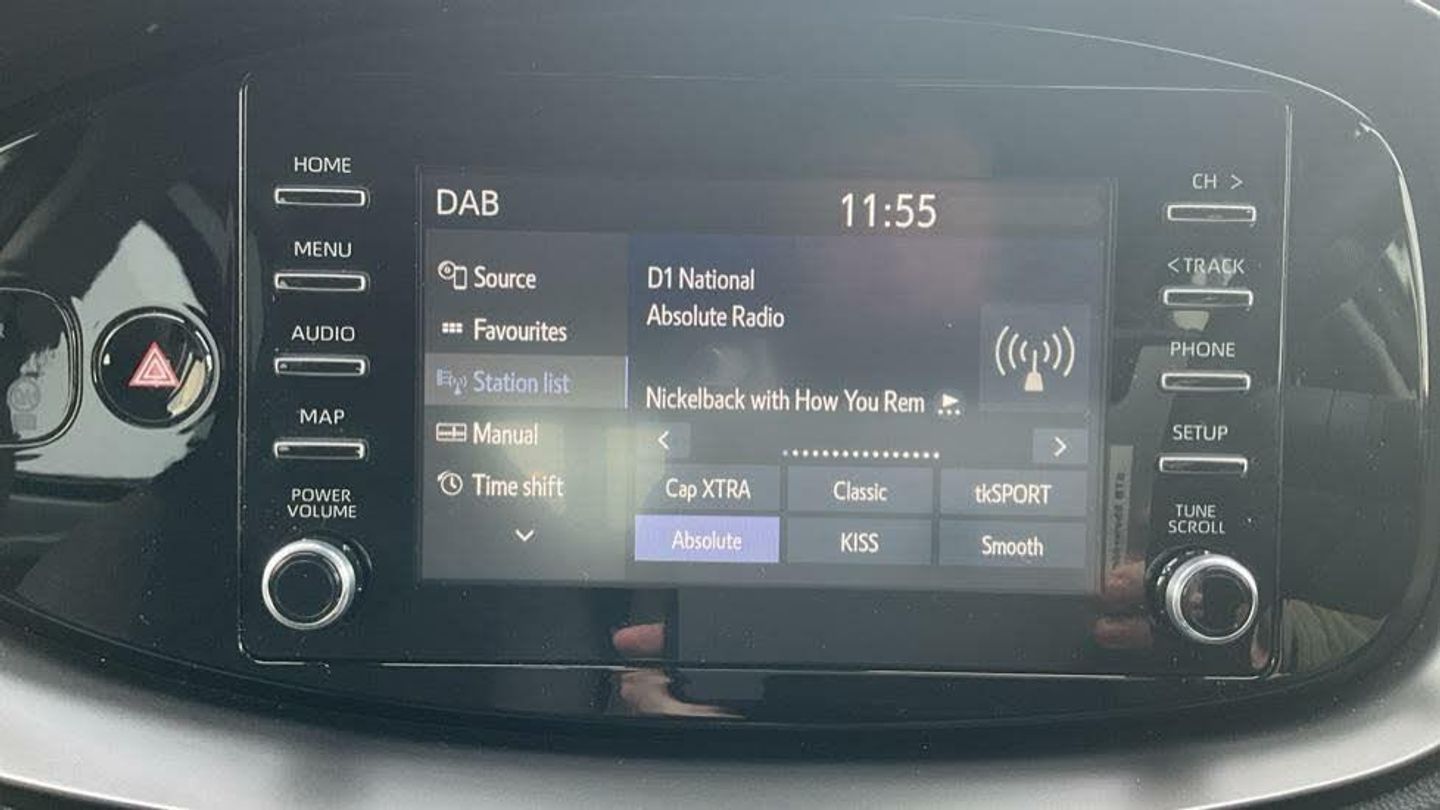 HOME
MENU
AUDIO
MAP
POWER
VOLUME
DAB
11:55
Source
Favourites
Station list
Manual
Time shift
D1 National
Absolute Radio
Nickelback with How You Rem
Cap XTRA
Classic
tkSPORT
Absolute
KISS
Smooth
CH >
< TRACK
PHONE
SETUP
TUNE
SCROLL